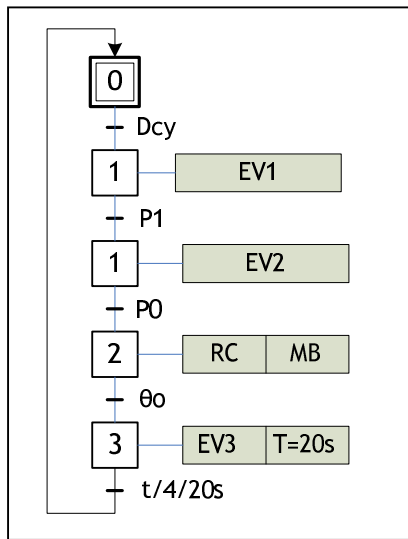 0
Dcy
1 EV1
P1
1 EV2
P0
2 RC MB
θo
3 EV3 T=20s
t/4/20s